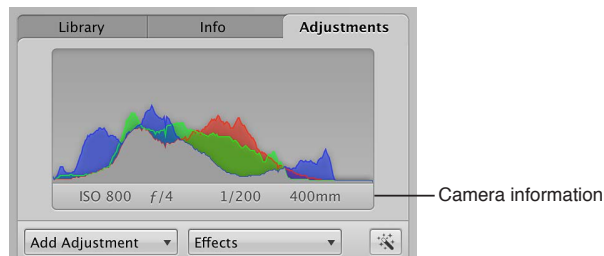 Library Info Adjustments
ISO 800 ƒ/4 1/200 400mm
Camera information
Add Adjustment Effects